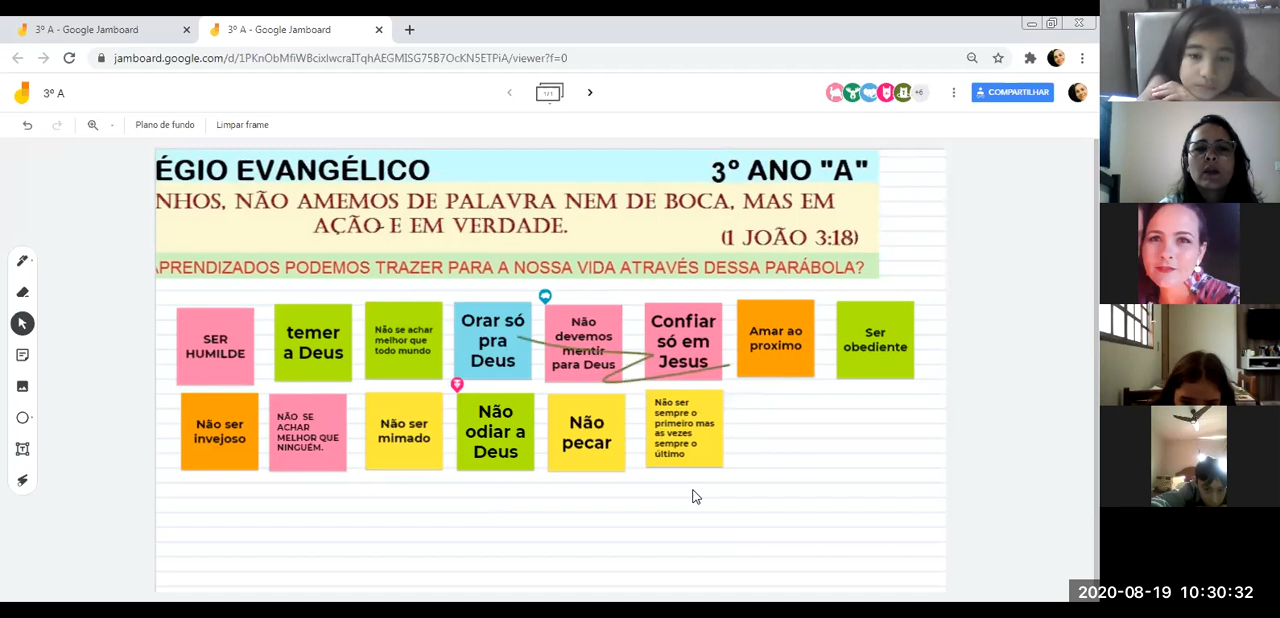 3º A - Google Jamboard
3º A - Google Jamboard
jamboard.google.com/d/1PKnObMfiWBcixlwcraITqhAEGMISG75B7OcKN5ETPiA/viewer?f=0
3º A
1/1
+6
COMPARTILHAR
Plano de fundo
Limpar frame
ÉGIO EVANGÉLICO
3º ANO "A"
NHOS, NÃO AMEMOS DE PALAVRA NEM DE BOCA, MAS EM
AÇÃO E EM VERDADE.
(1 JOÃO 3:18)
APRENDIZADOS PODEMOS TRAZER PARA A NOSSA VIDA ATRAVÉS DESSA PARÁBOLA?
SER
HUMILDE
temer
a Deus
Não se achar
melhor que
todo mundo
Orar só
pra
Deus
Não
devemos
mentir
para Deus
Confiar
só em
Jesus
Amar ao
proximo
Ser
obediente
Não ser
invejoso
NÃO SE
ACHAR
MELHOR QUE
NINGUÉM.
Não ser
mimado
Não
odiar a
Deus
Não
pecar
Não ser
sempre o
primeiro mas
as vezes
sempre o
último
2020-08-19 10:30:32